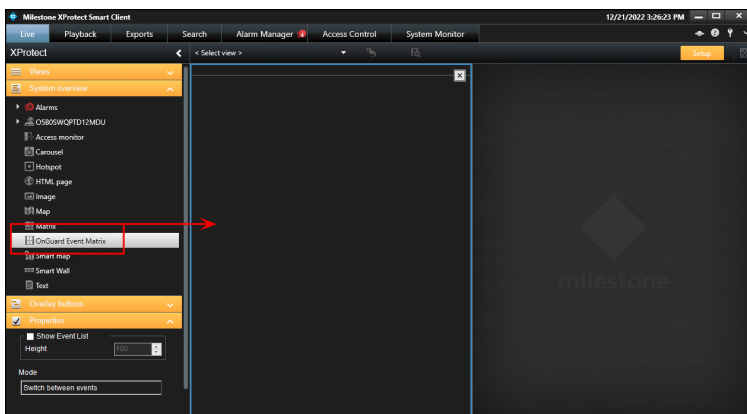 Milestone XProtect Smart Client
12/21/2022 3:26:23 PM
Live Playback Exports Search Alarm Manager Access Control System Monitor
XProtect
< Select view >
Setup
Views
System overview
Alarms
OSB0SWQPTD12MDU
Access monitor
Carousel
Hotspot
HTML page
Image
Map
Matrix
OnGuard Event Matrix
Smart map
Smart Wall
Text
Overlay buttons
Properties
Show Event List
Height 100
Mode
Switch between events
milestone